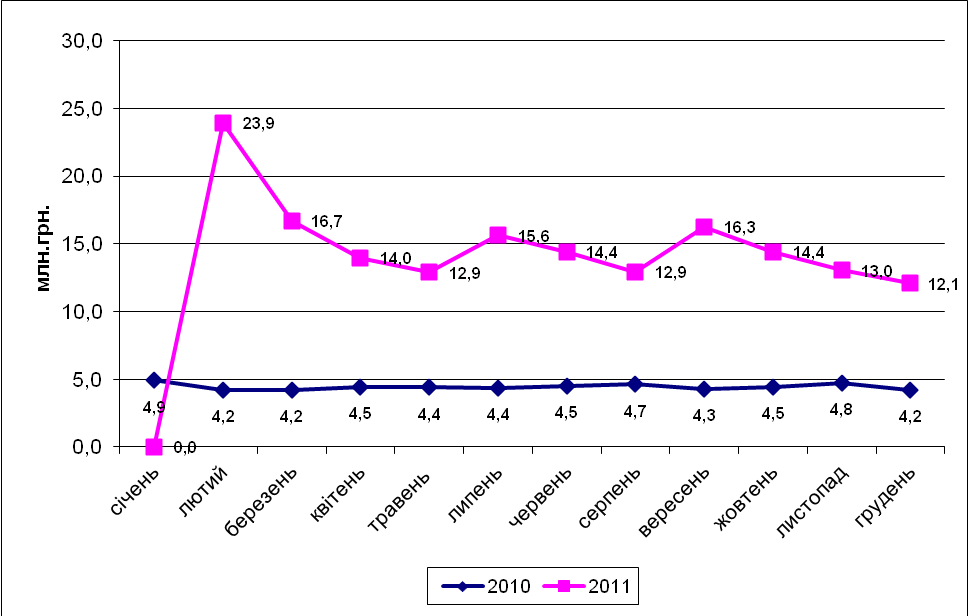 30,0
25,0
20,0
15,0
10,0
5,0
0,0
млн.грн.
23,9
16,7
14,0
12,9
15,6
14,4
12,9
16,3
14,4
13,0
12,1
0,0
4,9
4,2
4,2
4,5
4,4
4,4
4,5
4,7
4,3
4,5
4,8
4,2
січень
лютий
березень
квітень
травень
липень
червень
серпень
вересень
жовтень
листопад
грудень
2010
2011